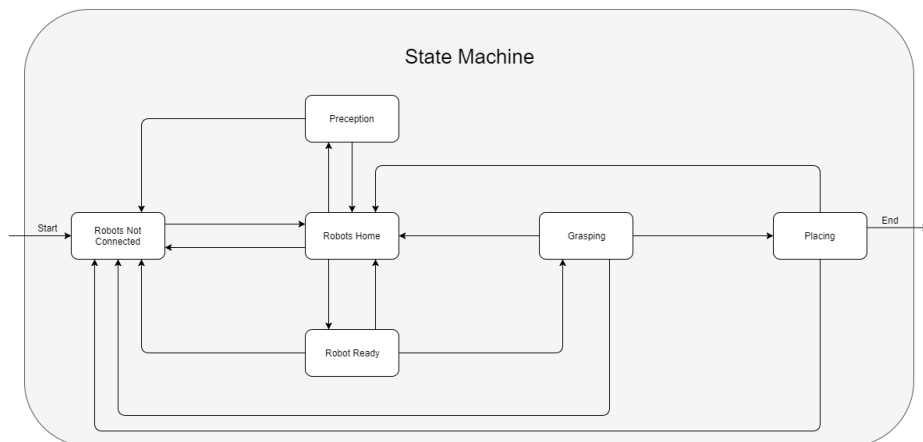 State Machine
Preception
Start
Robots Not
Connected
Robots Home
Grasping
Placing
End
Robot Ready